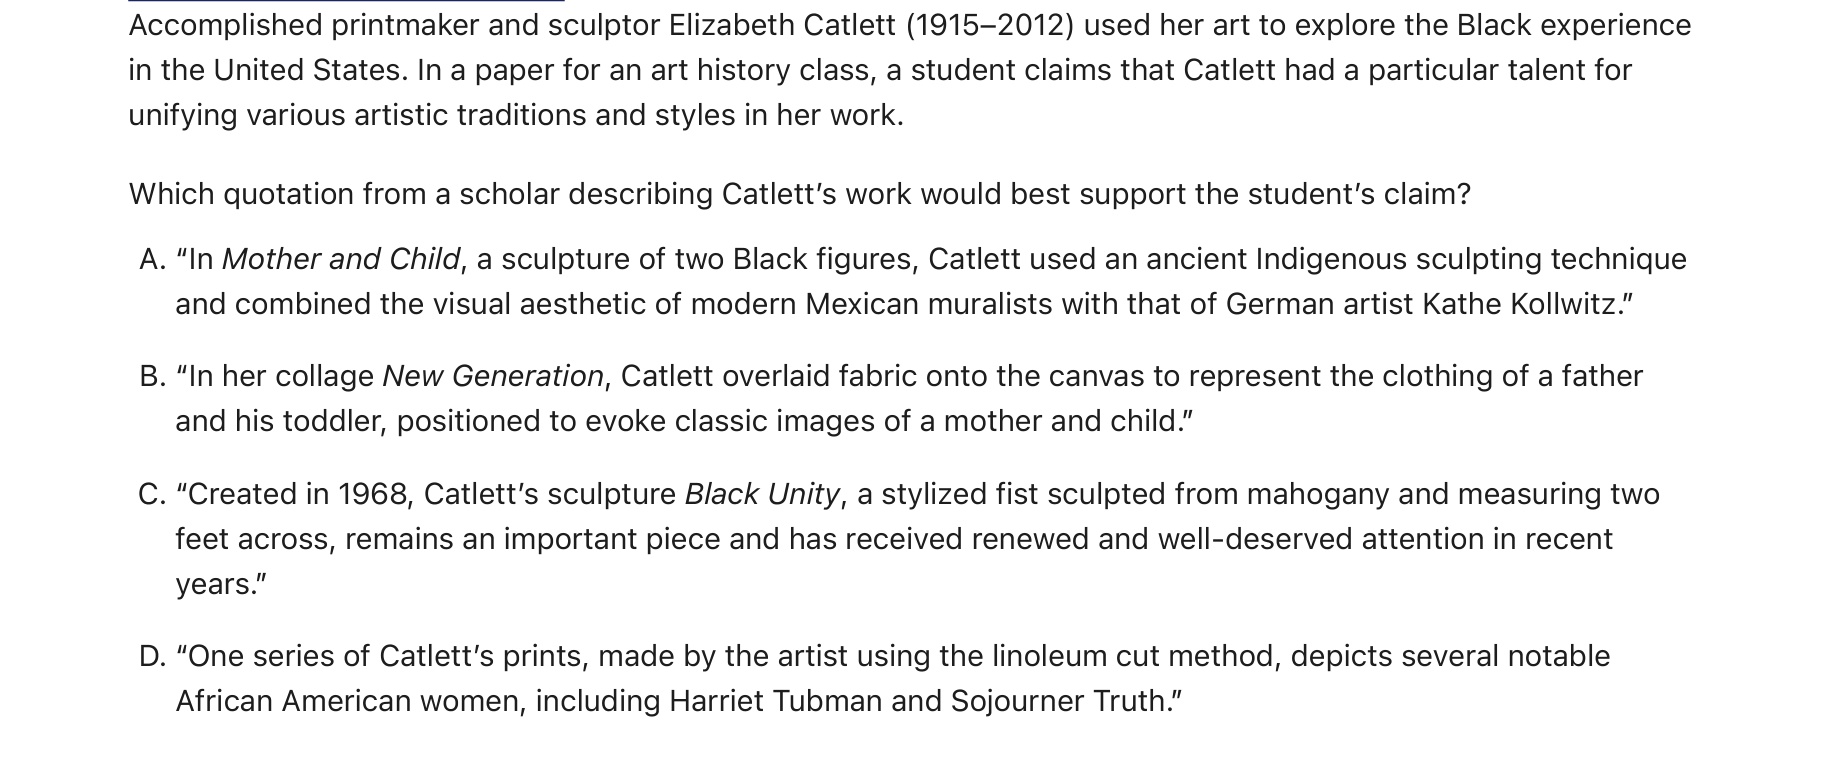 Accomplished printmaker and sculptor Elizabeth Catlett (1915–2012) used her art to explore the Black experience
in the United States. In a paper for an art history class, a student claims that Catlett had a particular talent for
unifying various artistic traditions and styles in her work.
Which quotation from a scholar describing Catlett’s work would best support the student’s claim?
A. “In Mother and Child, a sculpture of two Black figures, Catlett used an ancient Indigenous sculpting technique
and combined the visual aesthetic of modern Mexican muralists with that of German artist Kathe Kollwitz.”
B. “In her collage New Generation, Catlett overlaid fabric onto the canvas to represent the clothing of a father
and his toddler, positioned to evoke classic images of a mother and child.”
C. “Created in 1968, Catlett’s sculpture Black Unity, a stylized fist sculpted from mahogany and measuring two
feet across, remains an important piece and has received renewed and well-deserved attention in recent
years.”
D. “One series of Catlett’s prints, made by the artist using the linoleum cut method, depicts several notable
African American women, including Harriet Tubman and Sojourner Truth.”